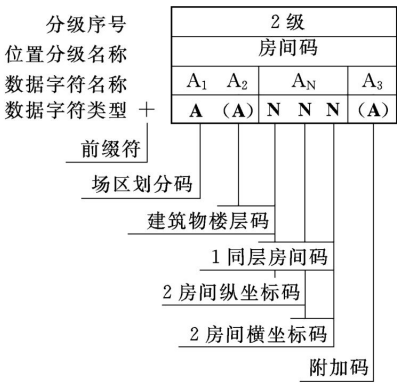 分级序号 2级
位置分级名称 房间码
数据字符名称 A₁ A₂ A_N A₃
数据字符类型 + A (A) N N N (A)
前缀符
场区划分码
建筑物楼层码
1同层房间码
2房间纵坐标码
2房间横坐标码
附加码